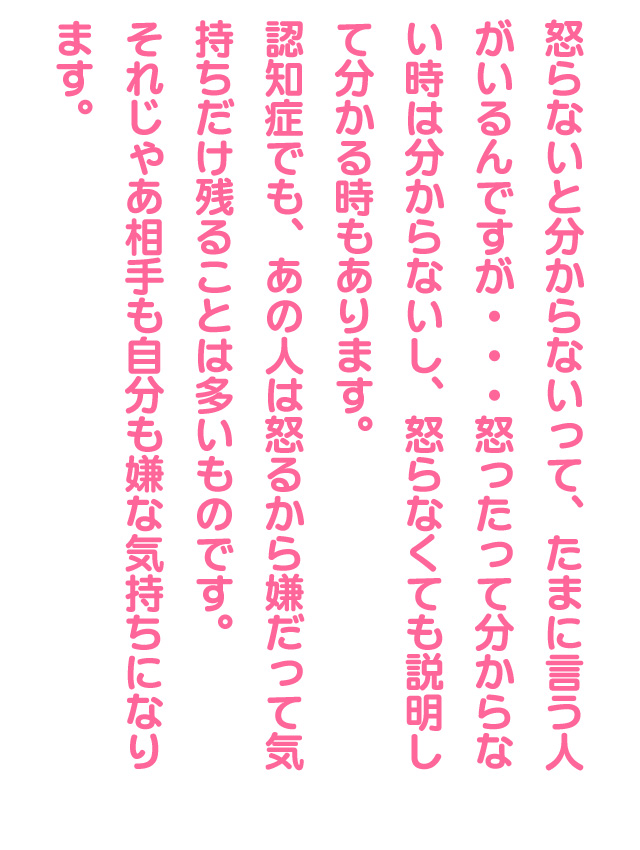 怒らないと分からないって、たまに言う人
がいるんですが・・・怒ったって分からな
い時は分からないし、怒らなくても説明し
て分かる時もあります。
認知症でも、あの人は怒るから嫌だって気
持ちだけ残ることは多いものです。
それじゃあ相手も自分も嫌な気持ちになり
ます。